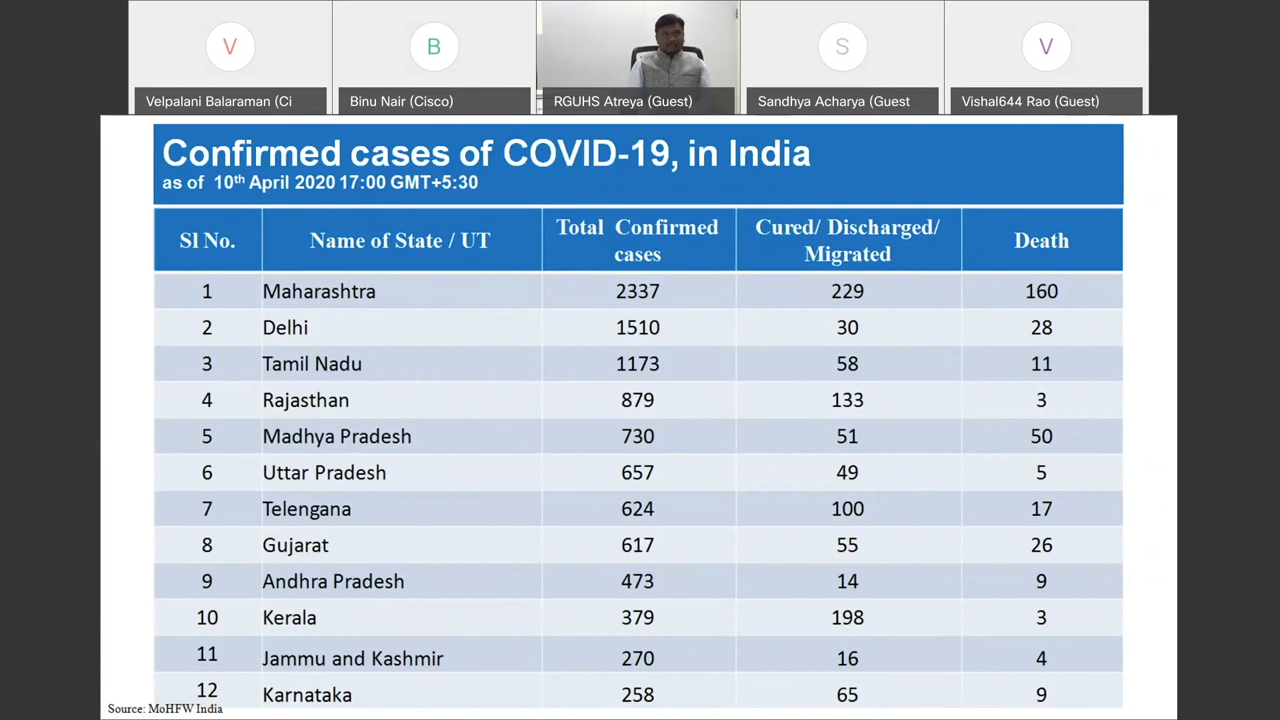 V
B
S
V
Velpalani Balaraman (Ci
Binu Nair (Cisco)
RGUHS Atreya (Guest)
Sandhya Acharya (Guest
Vishal644 Rao (Guest)
Confirmed cases of COVID-19, in India
as of 10th April 2020 17:00 GMT+5:30
Sl No. Name of State / UT Total Confirmed cases Cured/ Discharged/ Migrated Death
1 Maharashtra 2337 229 160
2 Delhi 1510 30 28
3 Tamil Nadu 1173 58 11
4 Rajasthan 879 133 3
5 Madhya Pradesh 730 51 50
6 Uttar Pradesh 657 49 5
7 Telengana 624 100 17
8 Gujarat 617 55 26
9 Andhra Pradesh 473 14 9
10 Kerala 379 198 3
11 Jammu and Kashmir 270 16 4
12 Karnataka 258 65 9
Source: MoHFW India